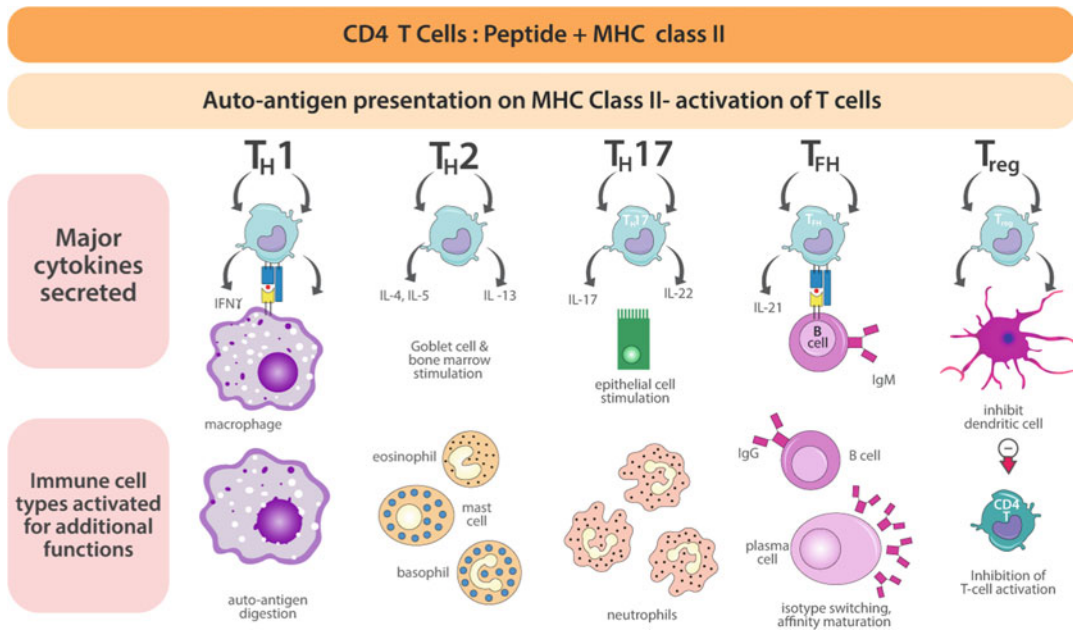 CD4 T Cells : Peptide + MHC class II
Auto-antigen presentation on MHC Class II- activation of T cells
TH1
TH2
TH17
TFH
Treg
Major
cytokines
secreted
TH17
TFH
Treg
IFNγ
IL-4, IL-5
IL -13
IL-17
IL-22
IL-21
B
cell
IgM
Goblet cell &
bone marrow
stimulation
epithelial cell
stimulation
macrophage
inhibit
dendritic cell
Immune cell
types activated
for additional
functions
eosinophil
mast
cell
basophil
IgG
B cell
plasma
cell
CD4
T
auto-antigen
digestion
neutrophils
isotype switching,
affinity maturation
Inhibition of
T-cell activation